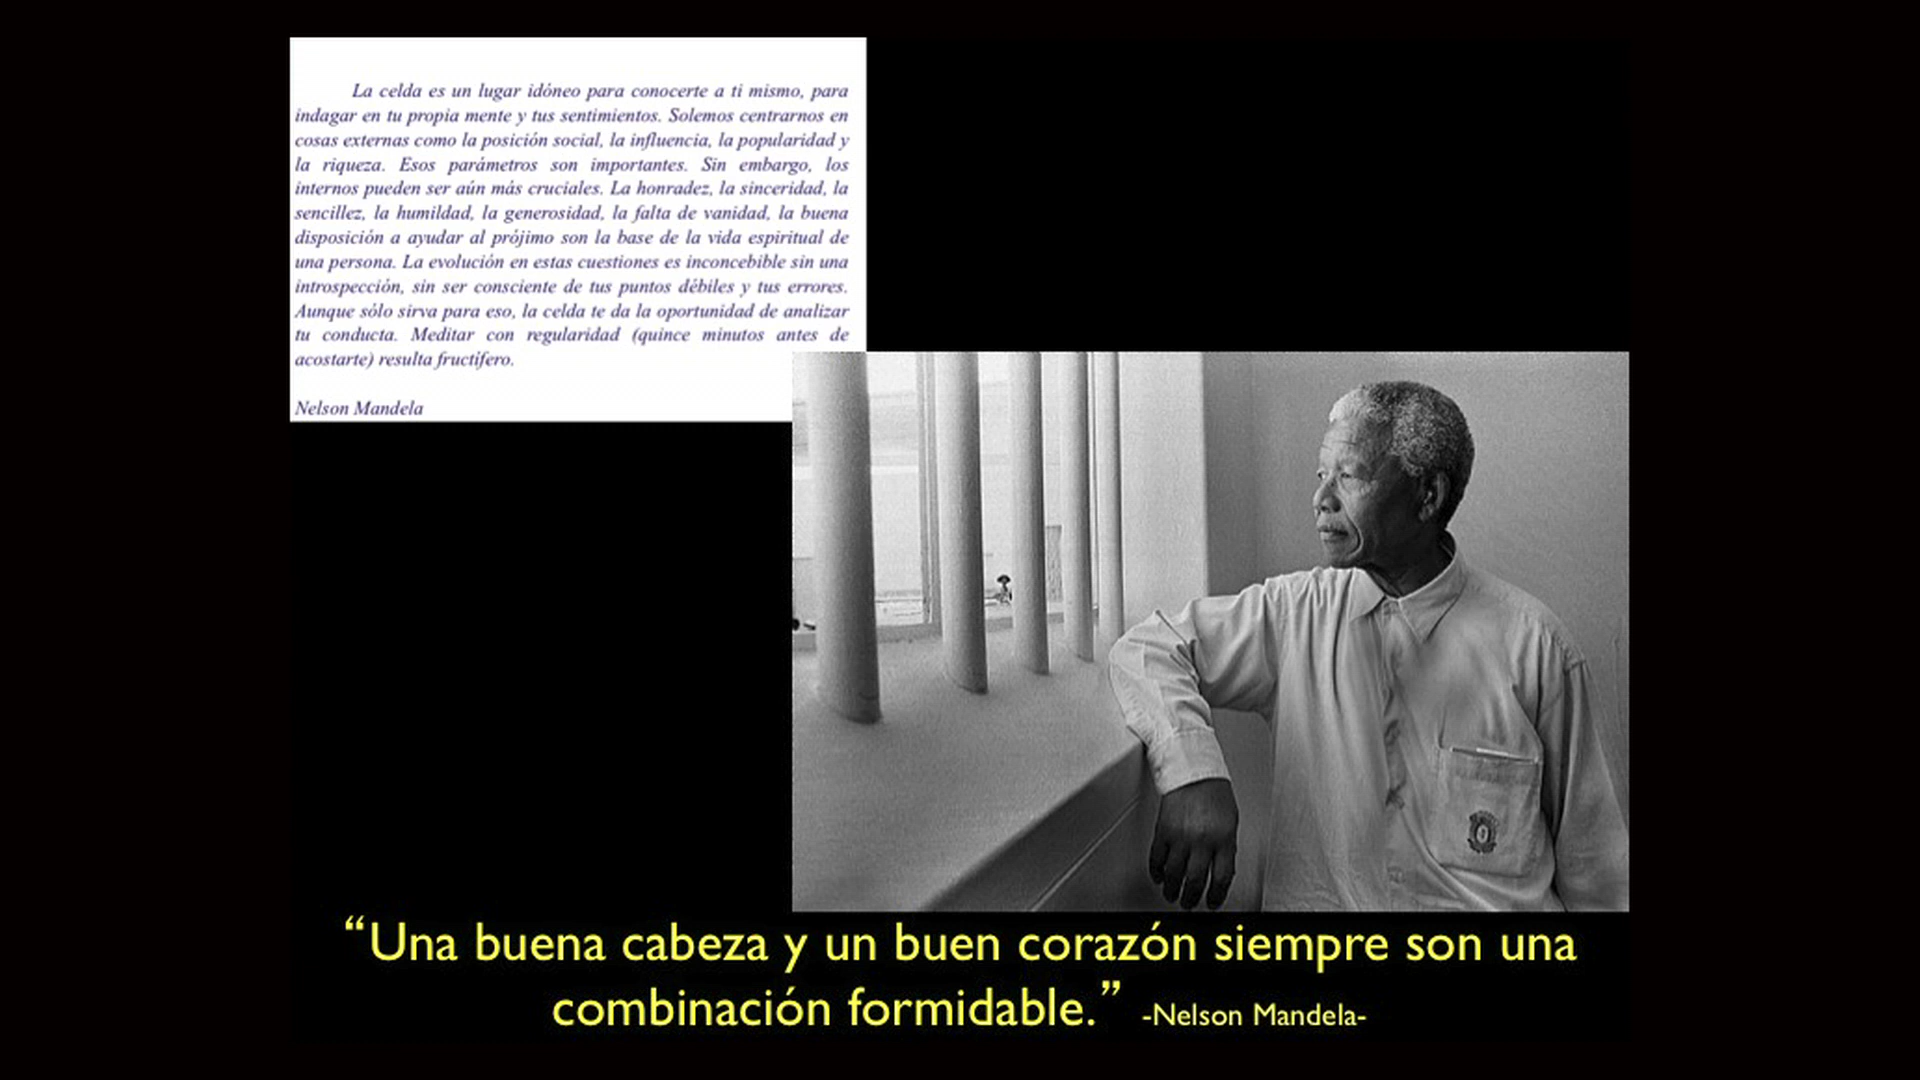 La celda es un lugar idóneo para conocerte a ti mismo, para
indagar en tu propia mente y tus sentimientos. Solemos centrarnos en
cosas externas como la posición social, la influencia, la popularidad y
la riqueza. Esos parámetros son importantes. Sin embargo, los
internos pueden ser aún más cruciales. La honradez, la sinceridad, la
sencillez, la humildad, la generosidad, la falta de vanidad, la buena
disposición a ayudar al prójimo son la base de la vida espiritual de
una persona. La evolución en estas cuestiones es inconcebible sin una
introspección, sin ser consciente de tus puntos débiles y tus errores.
Aunque sólo sirva para eso, la celda te da la oportunidad de analizar
tu conducta. Meditar con regularidad (quince minutos antes de
acostarte) resulta fructífero.
Nelson Mandela
“Una buena cabeza y un buen corazón siempre son una
combinación formidable.” -Nelson Mandela-